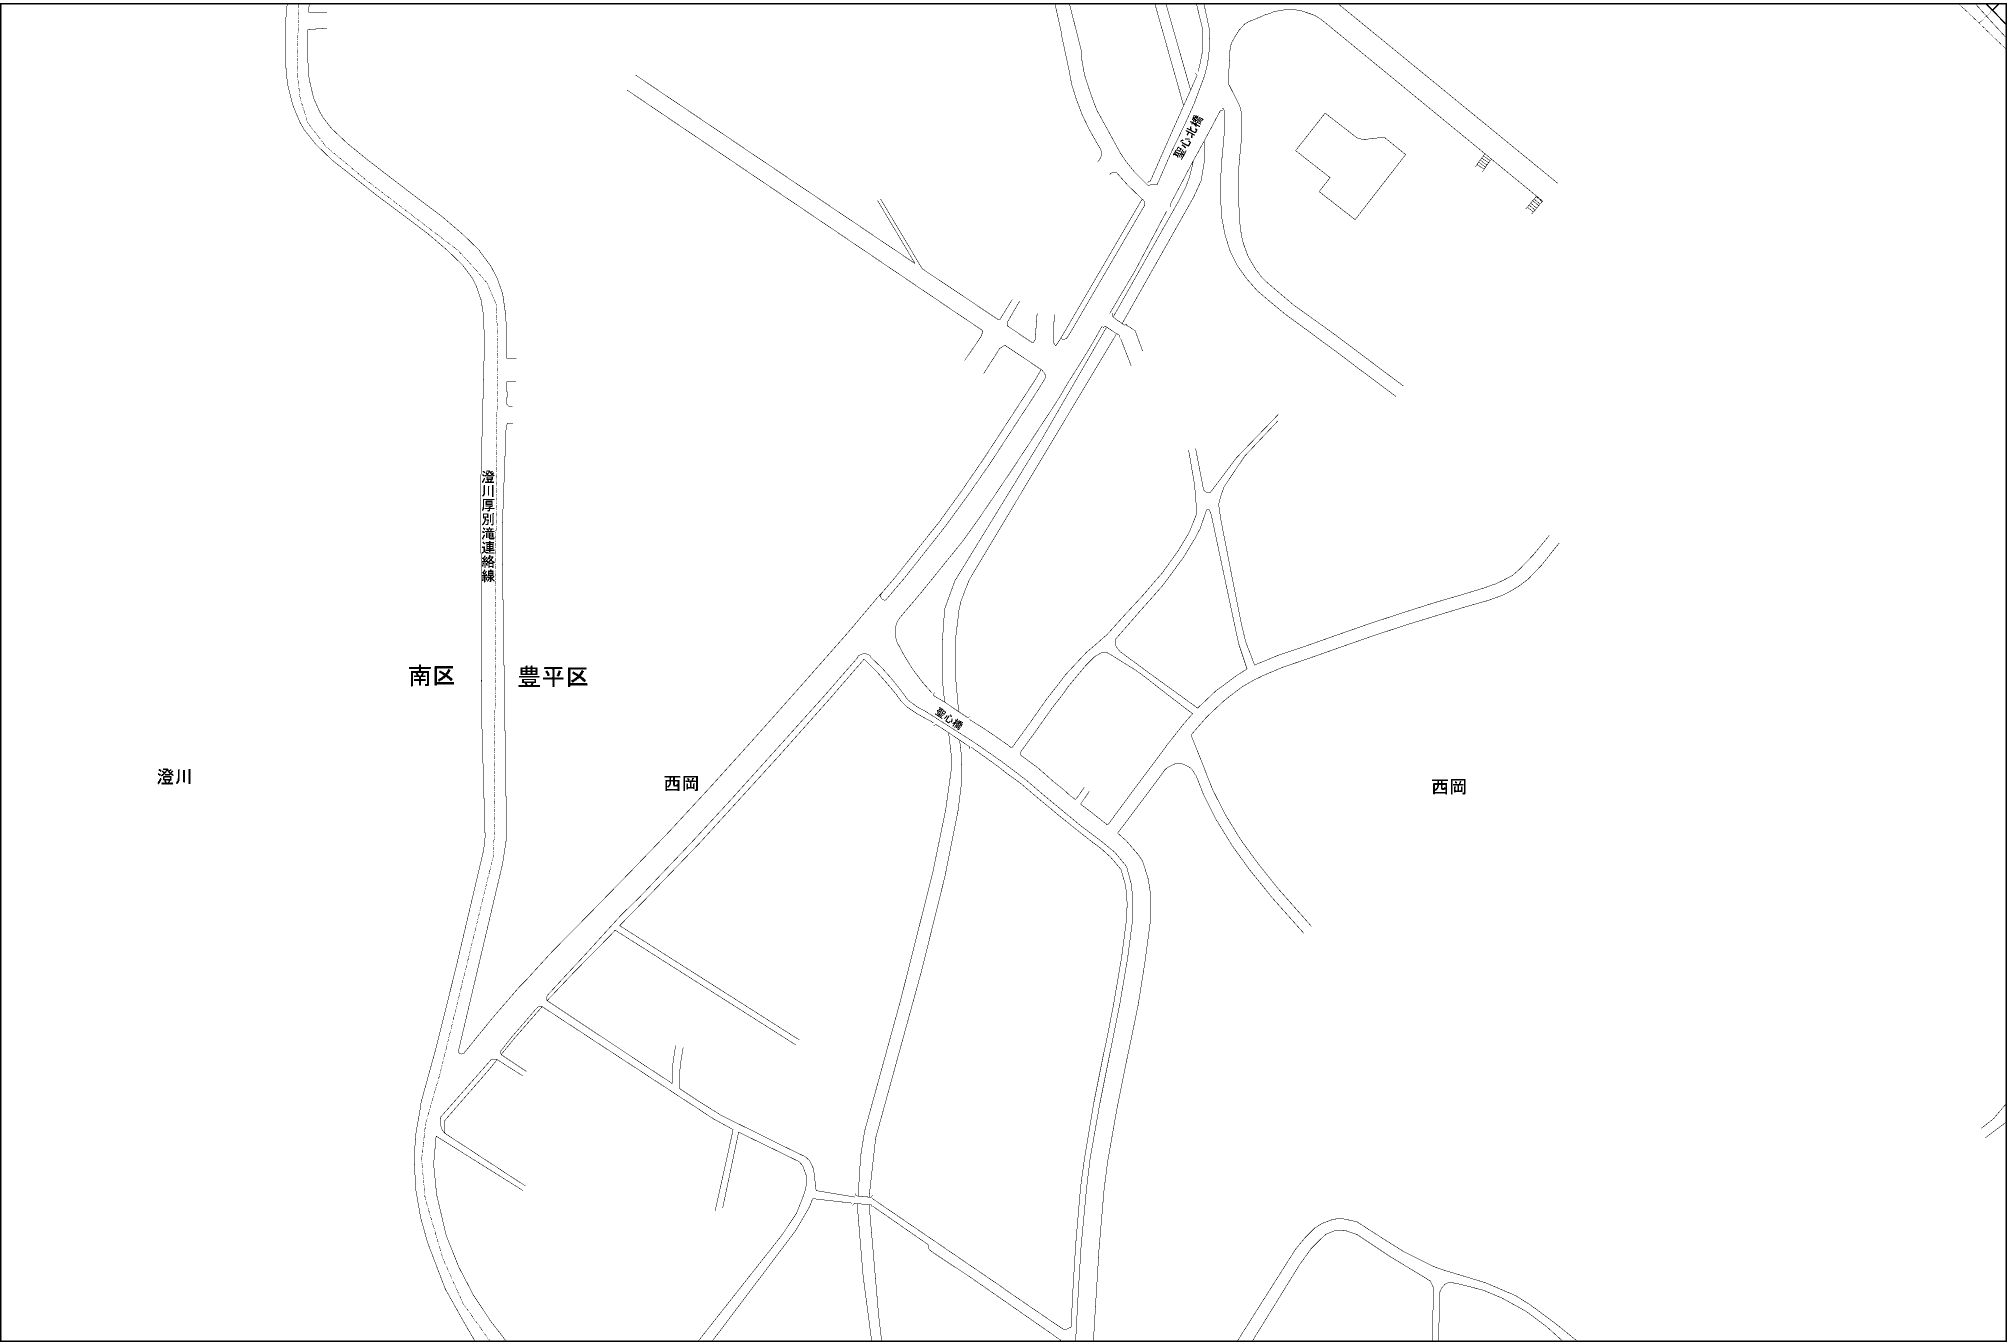 聖心北橋
澄川厚別滝連絡線
南区
豊平区
聖心橋
澄川
西岡
西岡